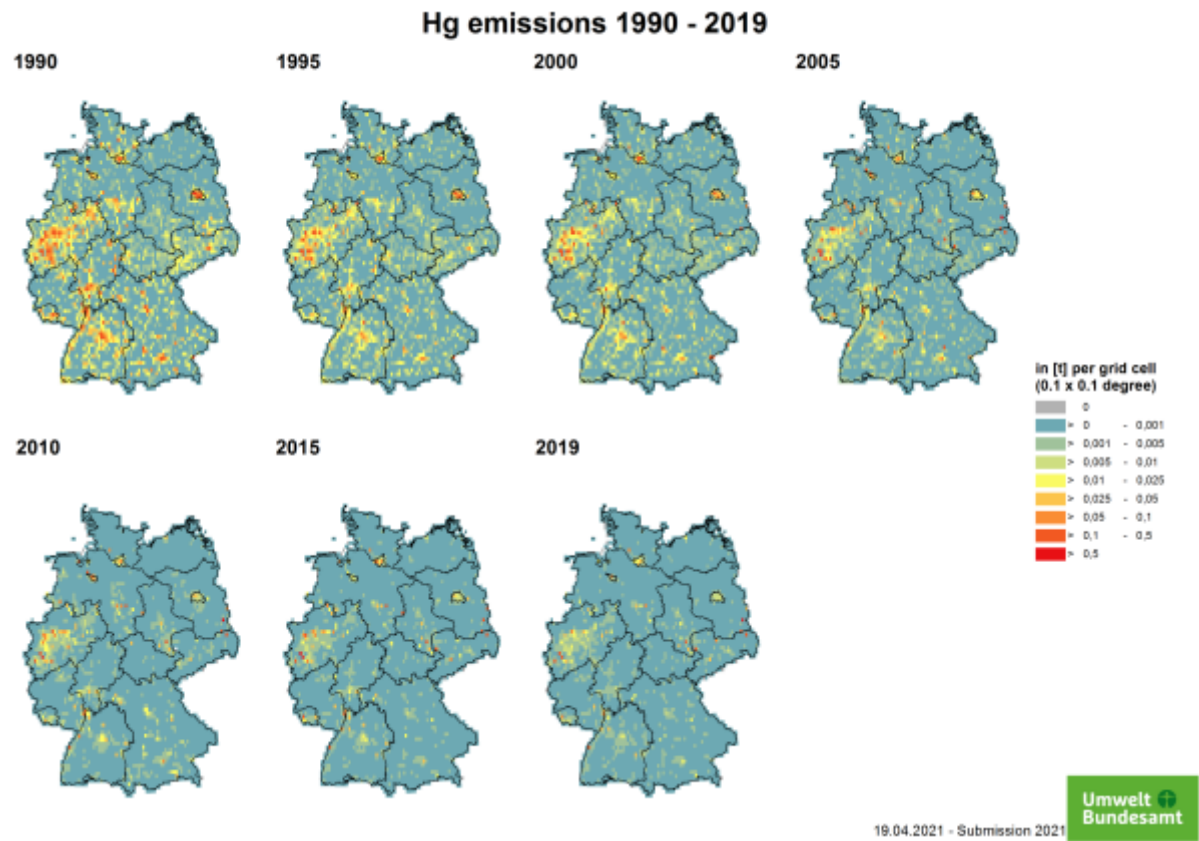 Hg emissions 1990 - 2019
1990
1995
2000
2005
in [t] per grid cell
(0.1 x 0.1 degree)
0
> 0 - 0,001
> 0,001 - 0,005
> 0,005 - 0,01
> 0,01 - 0,025
> 0,025 - 0,05
> 0,05 - 0,1
> 0,1 - 0,5
> 0,5
2010
2015
2019
19.04.2021 - Submission 2021
Umwelt
Bundesamt